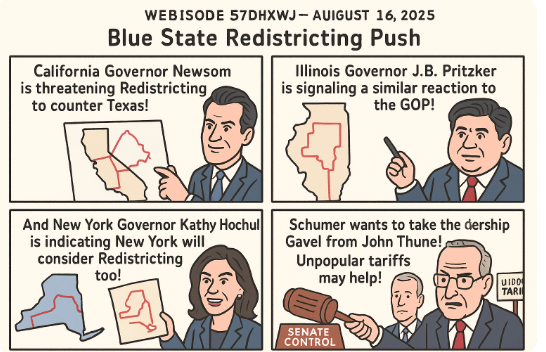 WEBISODE 57DHXWJ — AUIGUST 16, 2025
Blue State Redistricting Push
California Governor Newsom
is threatening Redistricting
to counter Texas!
Illinois Governor J.B. Pritzker
is signaling a similar reaction to
the GOP!
And New York Governor Kathy Hochul
is indicating New York will
consider Redistricting
too!
Schumer wants to take the dership
Gavel from John Thune!
Unpopular tariffs
may help!
SENATE
CONTROL
TARI